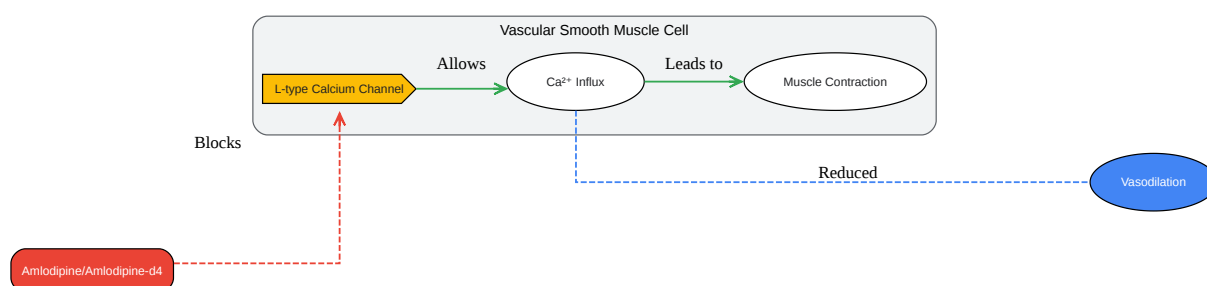 Vascular Smooth Muscle Cell
Allows
Leads to
L-type Calcium Channel
Ca²⁺ Influx
Muscle Contraction
Blocks
Reduced
Vasodilation
Amlodipine/Amlodipine-d4